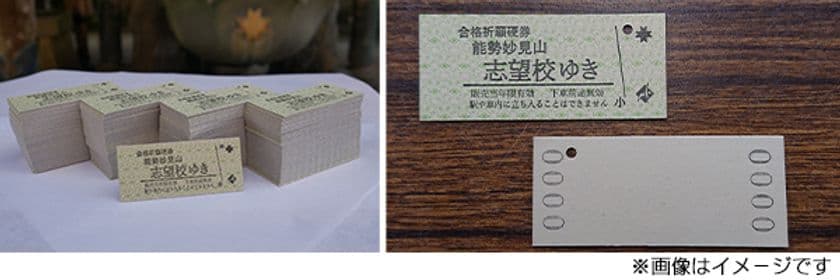 合格祈願硬券
能勢妙見山
志望校ゆき
合格祈願硬券
能勢妙見山
志望校ゆき
販売当年限有効 下車前途無効
駅や車内に立ち入ることはできません
小
小
※画像はイメージです